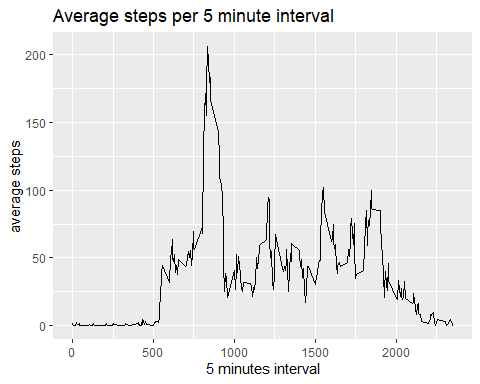 Average steps per 5 minute interval
200
150
100
50
0
average steps
0 500 1000 1500 2000
5 minutes interval